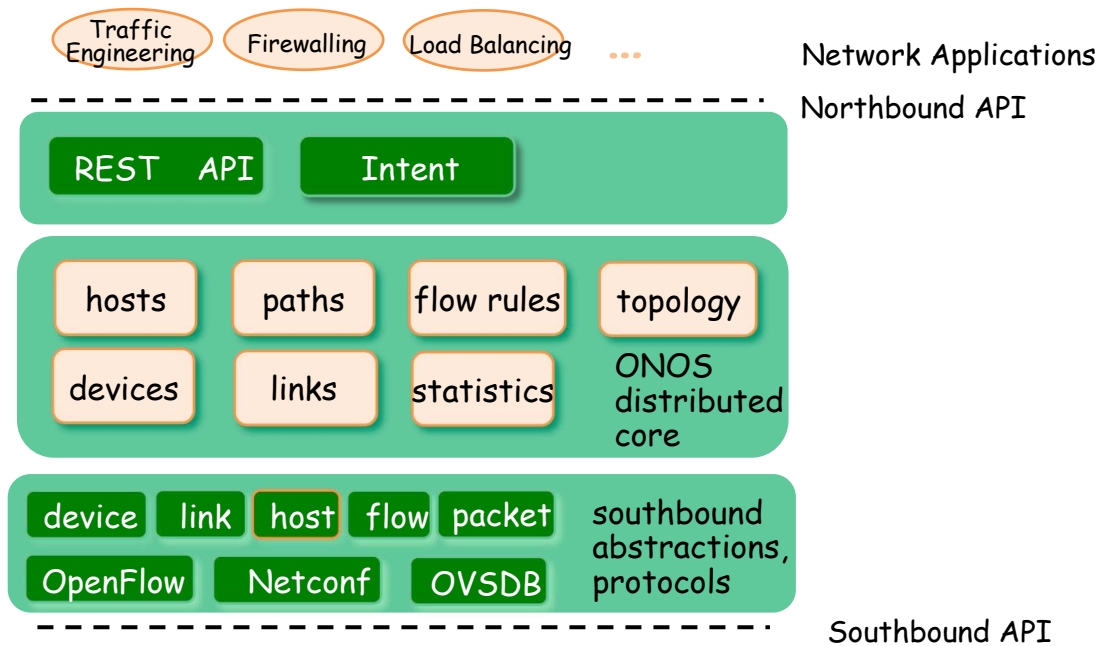 Traffic
Engineering
Firewalling
Load Balancing
...
Network Applications
Northbound API
REST API
Intent
hosts
paths
flow rules
topology
devices
links
statistics
ONOS
distributed
core
device
link
host
flow
packet
southbound
abstractions,
protocols
OpenFlow
Netconf
OVSDB
Southbound API